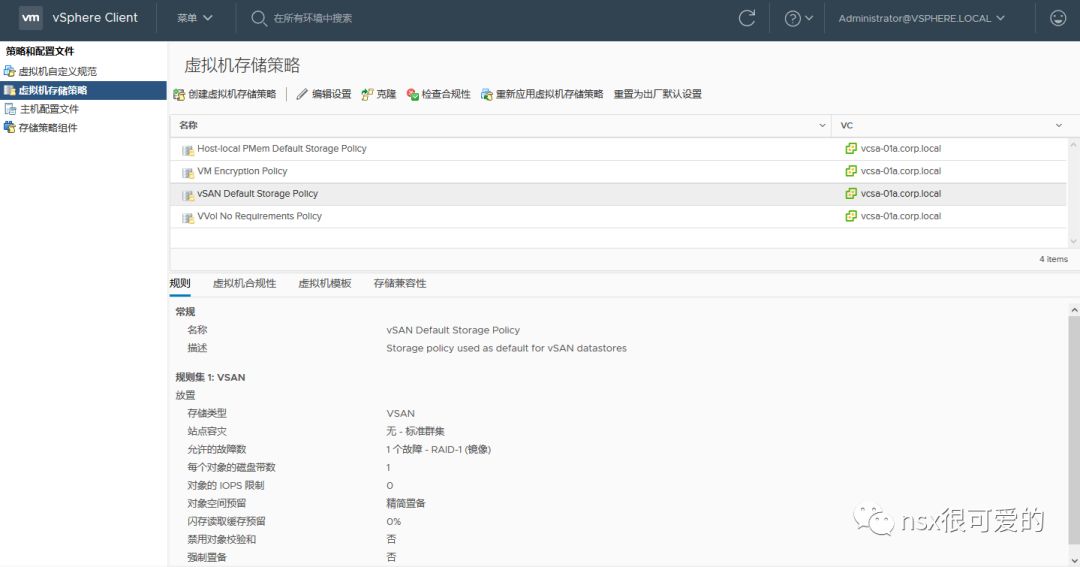 vm vSphere Client 菜单 在所有环境中搜索 Administrator@VSPHERE.LOCAL
策略和配置文件
虚拟机自定义规范
虚拟机存储策略
主机配置文件
存储策略组件
虚拟机存储策略
创建虚拟机存储策略 编辑设置 克隆 检查合规性 重新应用虚拟机存储策略 重置为出厂默认设置
名称 VC
Host-local PMem Default Storage Policy vcsa-01a.corp.local
VM Encryption Policy vcsa-01a.corp.local
vSAN Default Storage Policy vcsa-01a.corp.local
VVol No Requirements Policy vcsa-01a.corp.local
4 items
规则 虚拟机合规性 虚拟机模板 存储兼容性
常规
名称 vSAN Default Storage Policy
描述 Storage policy used as default for vSAN datastores
规则集 1: VSAN
放置
存储类型 VSAN
站点容灾 无 - 标准群集
允许的故障数 1 个故障 - RAID-1 (镜像)
每个对象的磁盘带数 1
对象的 IOPS 限制 0
对象空间预留 精简置备
闪存读取缓存预留 0%
禁用对象校验和 否
强制置备 否
nsx很可爱的